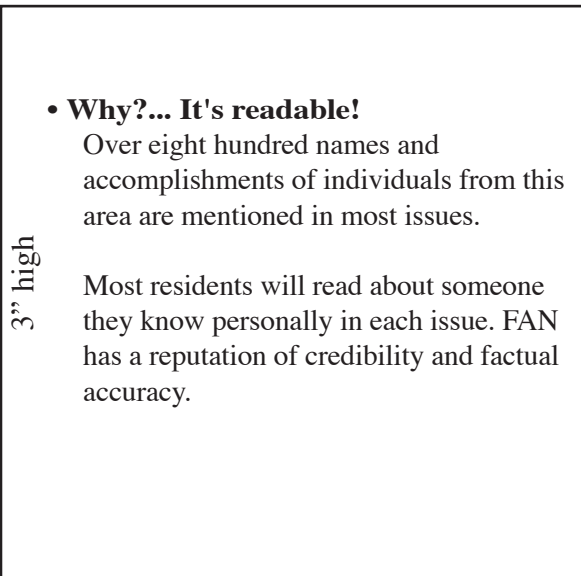 • Why?... It's readable!
Over eight hundred names and
accomplishments of individuals from this
area are mentioned in most issues.
Most residents will read about someone
they know personally in each issue. FAN
has a reputation of credibility and factual
accuracy.
3” high